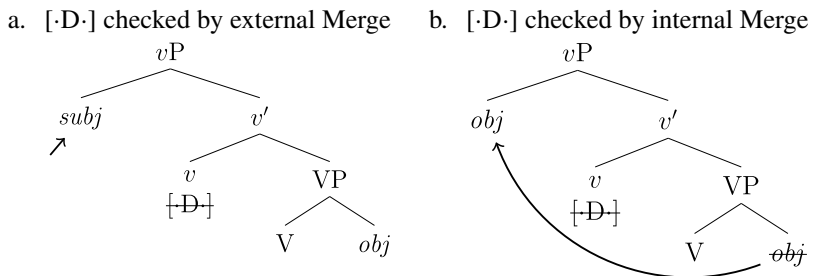 a. [·D·] checked by external Merge b. [·D·] checked by internal Merge
vP vP
subj v′ obj v′
v VP v VP
[·D·] [·D·]
V obj V obj